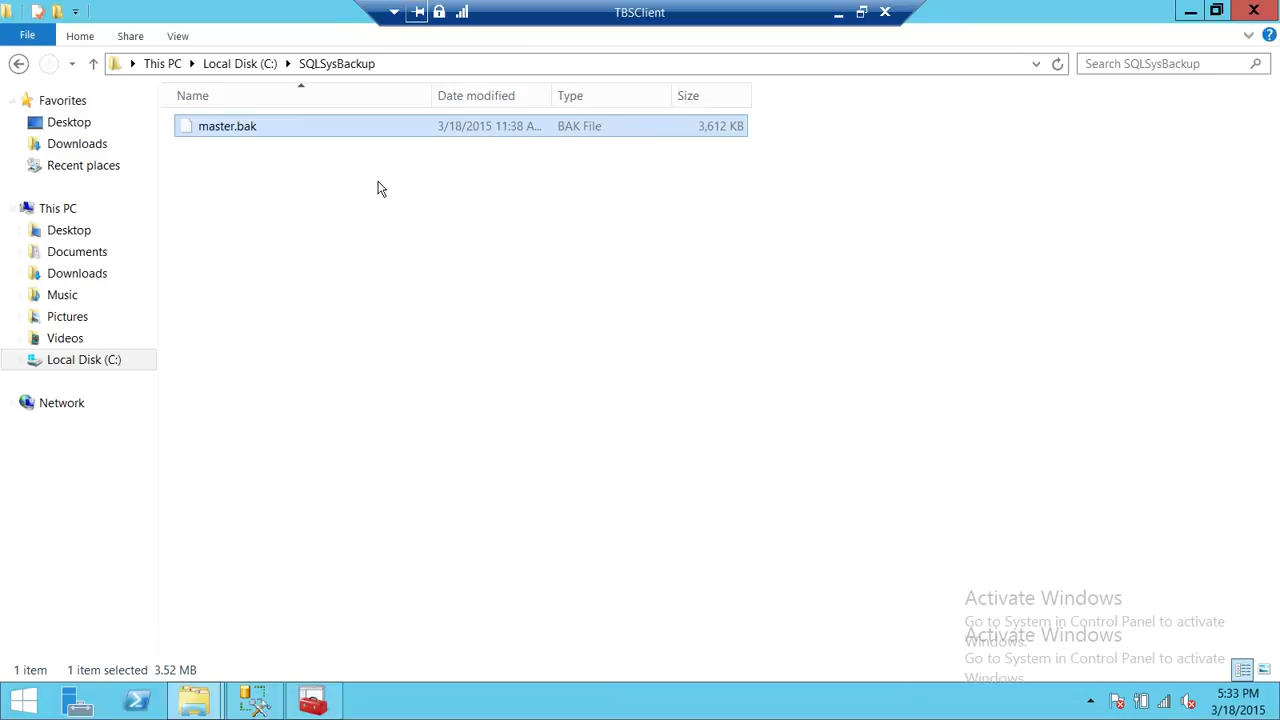 TBSClient
File
Home
Share
View
This PC
Local Disk (C:)
SQLSysBackup
Search SQLSysBackup
Name
Date modified
Type
Size
master.bak
3/18/2015 11:38 A...
BAK File
3,612 KB
Favorites
Desktop
Downloads
Recent places
This PC
Desktop
Documents
Downloads
Music
Pictures
Videos
Local Disk (C:)
Network
Activate Windows
Go to System in Control Panel to activate
Windows.
Activate Windows
Go to System in Control Panel to activate
Windows.
1 item
1 item selected 3.52 MB
5:33 PM
3/18/2015